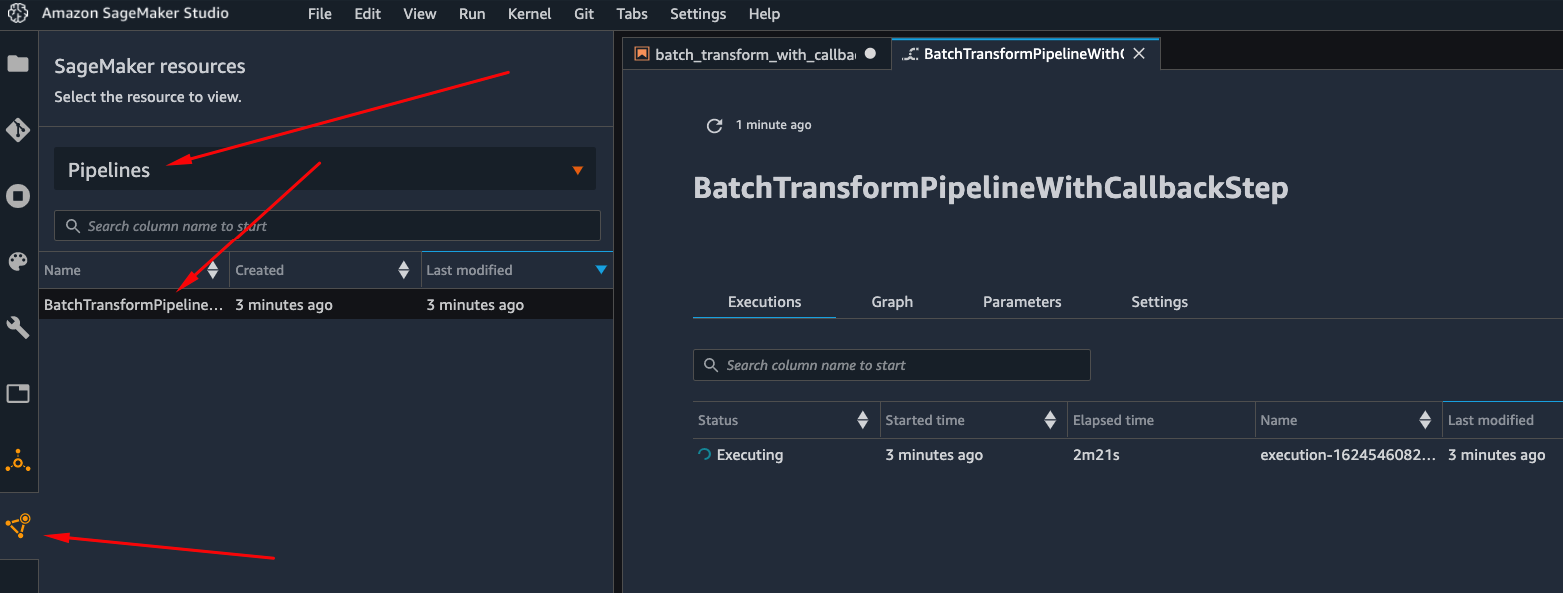 Amazon SageMaker Studio File Edit View Run Kernel Git Tabs Settings Help
SageMaker resources
Select the resource to view.
Pipelines
Search column name to start
Name Created Last modified
BatchTransformPipeline... 3 minutes ago 3 minutes ago
batch_transform_with_callba BatchTransformPipelineWith
1 minute ago
BatchTransformPipelineWithCallbackStep
Executions Graph Parameters Settings
Search column name to start
Status Started time Elapsed time Name Last modified
Executing 3 minutes ago 2m21s execution-1624546082... 3 minutes ago